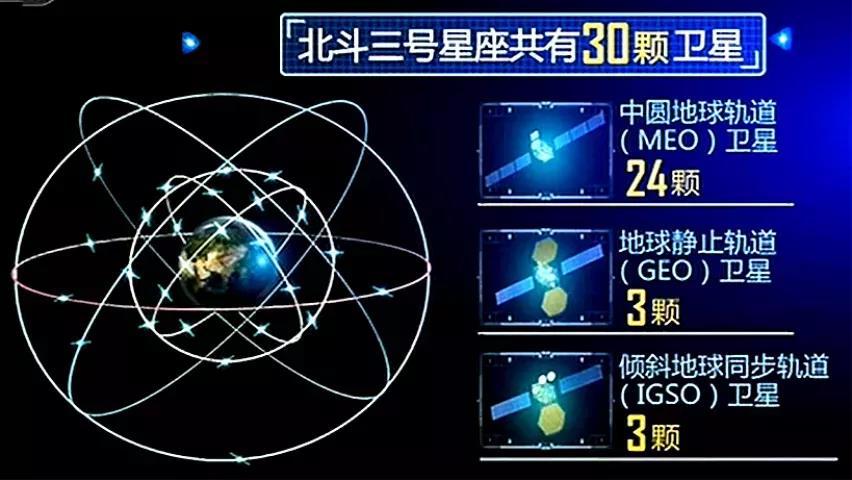 北斗三号星座共有30颗卫星
中圆地球轨道
（MEO）卫星
24颗
地球静止轨道
（GEO）卫星
3颗
倾斜地球同步轨道
（IGSO）卫星
3颗